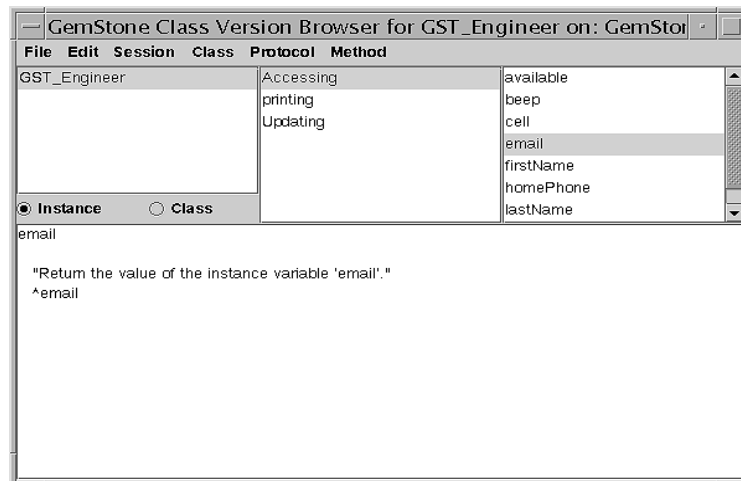 GemStone Class Version Browser for GST_Engineer on: GemStor
File Edit Session Class Protocol Method
GST_Engineer
Instance Class
Accessing
printing
Updating
available
beep
cell
email
firstName
homePhone
lastName
email
"Return the value of the instance variable 'email'."
^email